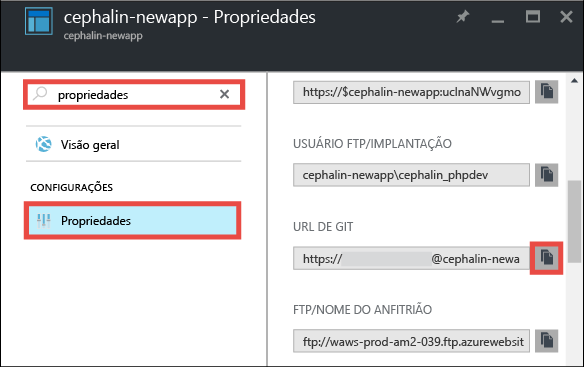 cephalin-newapp - Propriedades
cephalin-newapp
propriedades
Visão geral
CONFIGURAÇÕES
Propriedades
https://$cephalin-newapp:uclnaNWvgmo
USUÁRIO FTP/IMPLANTAÇÃO
cephalin-newapp\cephalin_phpdev
URL DE GIT
https:// @cephalin-newa
FTP/NOME DO ANFITRIÃO
ftp://waws-prod-am2-039.ftp.azurewebsit